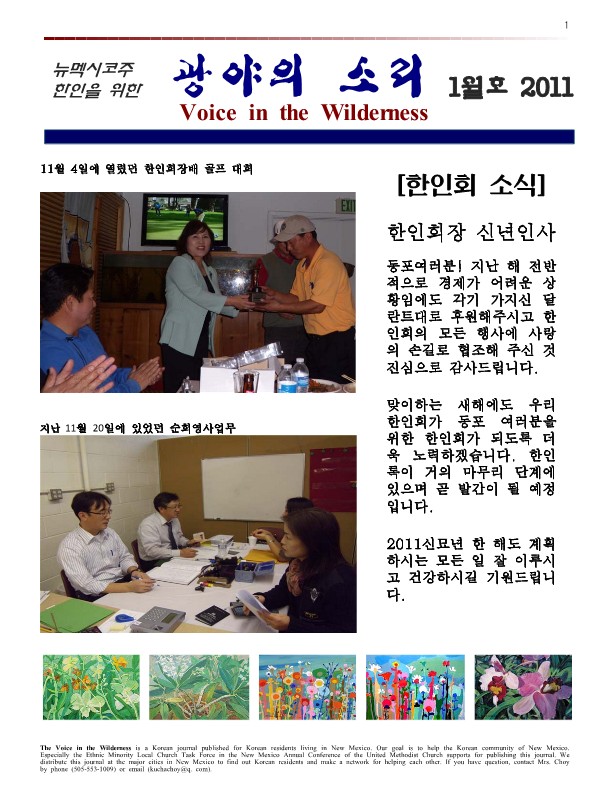 1
뉴멕시코주
한인을 위한
광야의 소리
Voice in the Wilderness
1월호 2011
11월 4일에 열렸던 한인회장배 골프 대회
EXIT
지난 11월 20일에 있었던 순회영사업무
[한인회 소식]
한인회장 신년인사
동포여러분! 지난 해 전반
적으로 경제가 어려운 상
황임에도 각기 가지신 달
란트대로 후원해주시고 한
인회의 모든 행사에 사랑
의 손길로 협조해 주신 것
진심으로 감사드립니다.
맞이하는 새해에도 우리
한인회가 동포 여러분을
위한 한인회가 되도록 더
욱 노력하겠습니다. 한인
록이 거의 마무리 단계에
있으며 곧 발간이 될 예정
입니다.
2011신묘년 한 해도 계획
하시는 모든 일 잘 이루시
고 건강하시길 기원드립니
다.
The Voice in the Wilderness is a Korean journal published for Korean residents living in New Mexico. Our goal is to help the Korean community of New Mexico.
Especially the Ethnic Minority Local Church Task Force in the New Mexico Annual Conference of the United Methodist Church supports for publishing this journal. We
distribute this journal at the major cities in New Mexico to find out Korean residents and make a network for helping each other. If you have question, contact Mrs. Choy
by phone (505-553-1009) or email (kuchachoy@q. com).